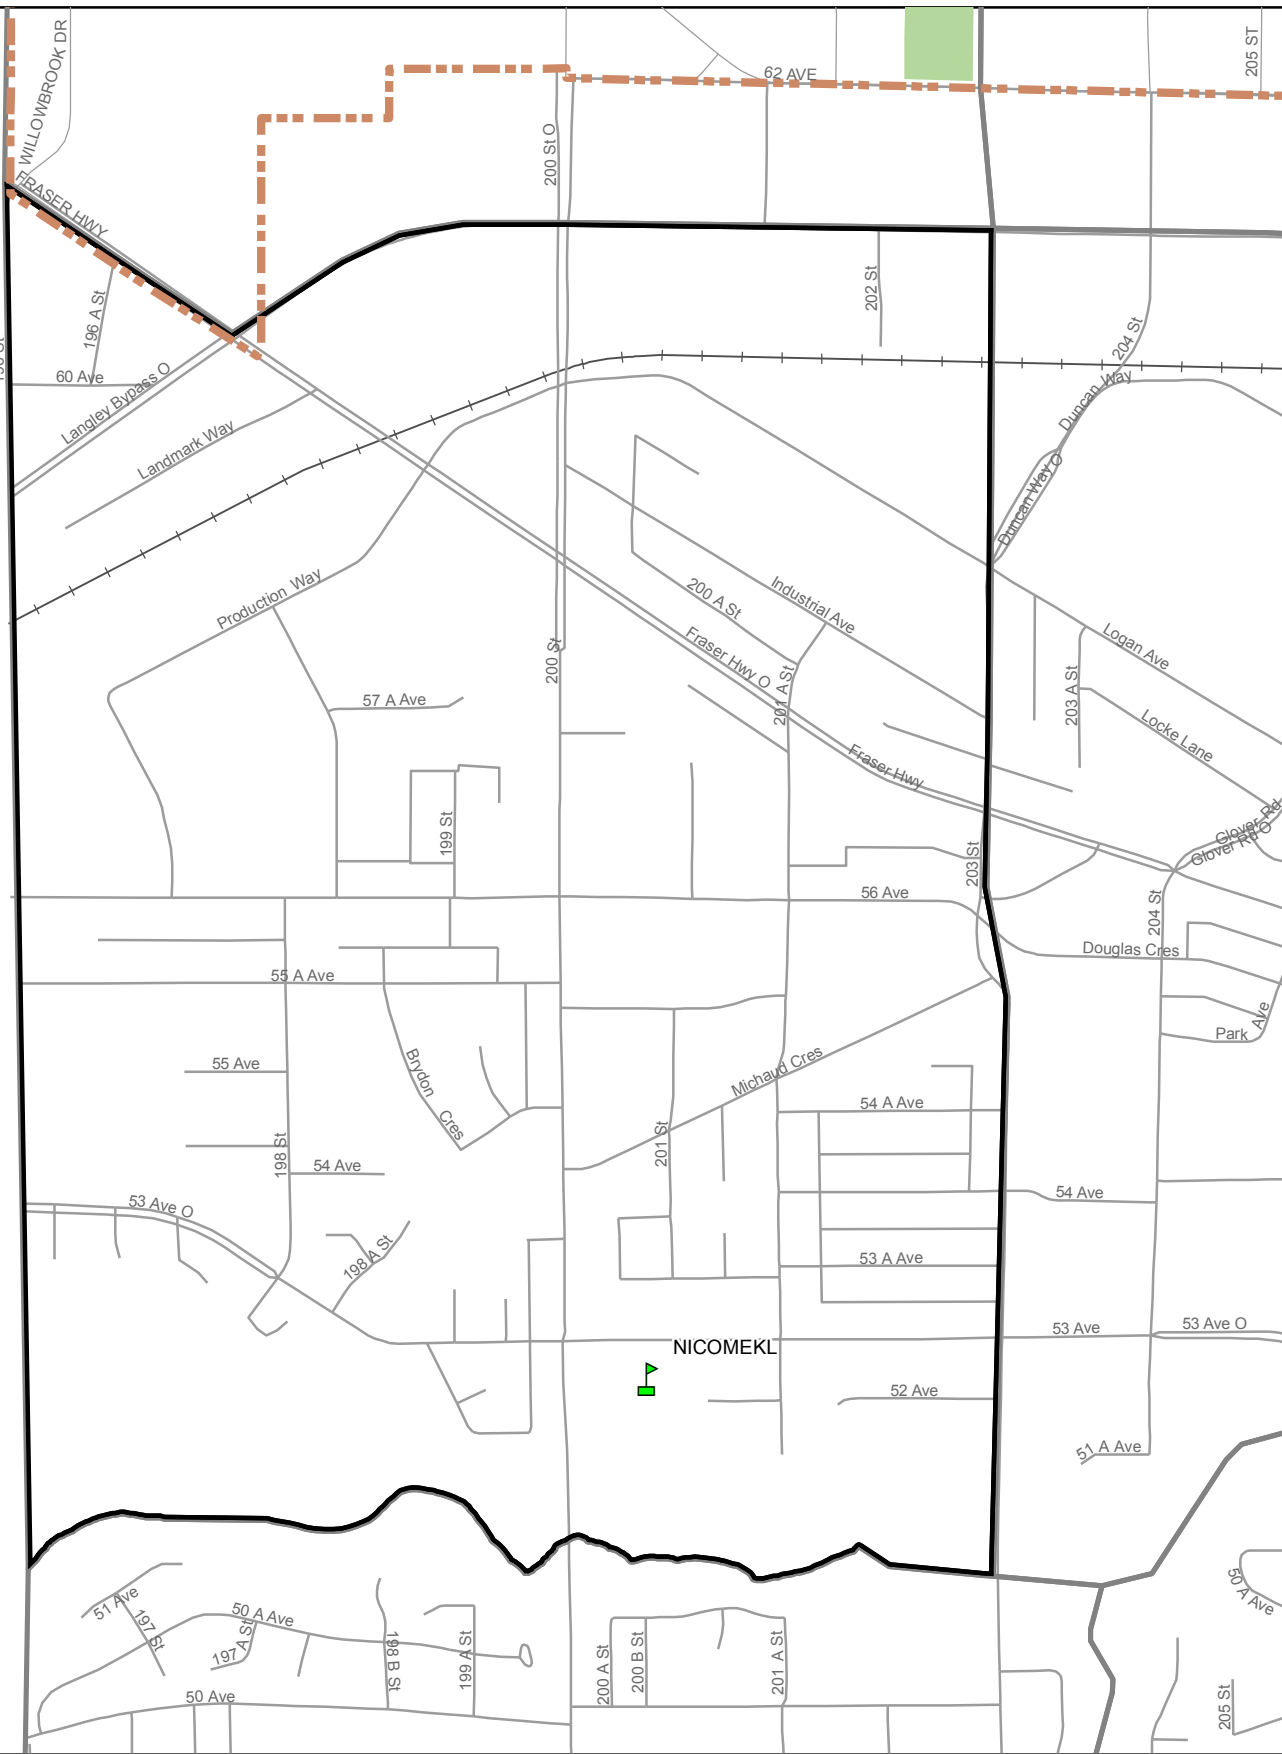 WILLOWBROOK DR
205 ST
62 AVE
200 St O
FRASER HWY
202 St
196 A St
204 St
60 Ave
Langley Bypass O
Duncan Way
Landmark Way
Duncan Way O
Production Way
200 A St
Industrial Ave
Fraser Hwy O
200 St
201 A St
Logan Ave
203 A St
57 A Ave
Locke Lane
Fraser Hwy
199 St
Glover Rd
Glover Rd O
203 St
56 Ave
204 St
Douglas Cres
55 A Ave
Park Ave
55 Ave
Brydon Cres
Michaud Cres
54 A Ave
201 St
198 St
54 Ave
54 Ave
53 Ave O
198 A St
53 A Ave
53 Ave
53 Ave O
NICOMEKL
52 Ave
51 A Ave
51 Ave
50 A Ave
197 St
50 A Ave
197 A St
198 B St
199 A St
200 A St
200 B St
201 A St
50 Ave
205 St